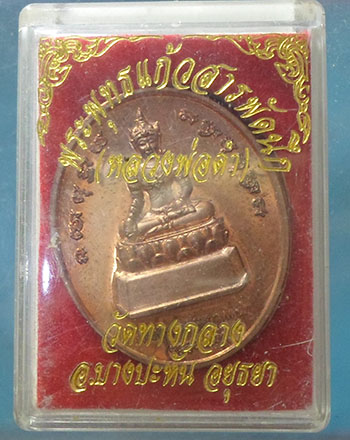 พระพุทธแก้วสารพัดนึก
(หลวงพ่อดำ)
วัดทางกลาง
อ.บางปะหัน อยุธยา